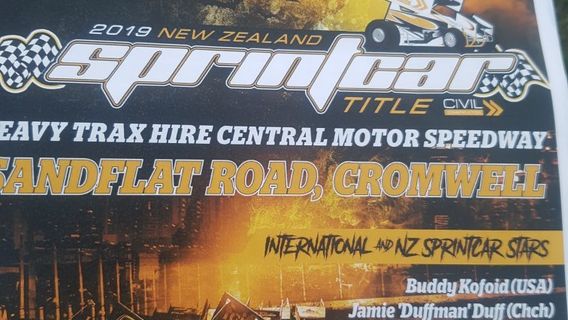 2019 NEW ZEALAND
sprintcar
TITLE CIVIL
EAVY TRAX HIRE CENTRAL MOTOR SPEEDWAY
SANDFLAT ROAD, CROMWELL
INTERNATIONAL AND NZ SPRINTCAR STARS
Buddy Kofoid (USA)
Jamie 'Duffman' Duff (Chch)